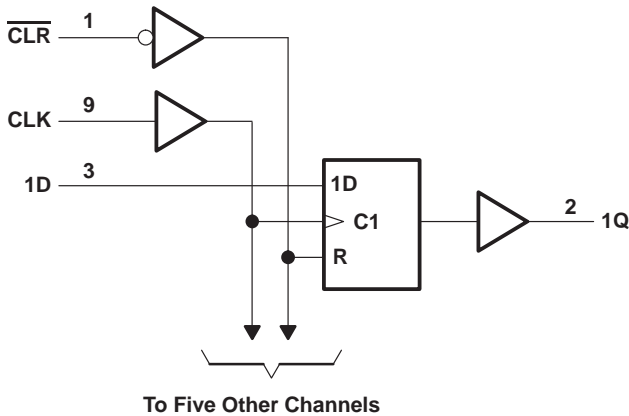 CLR 1
CLK 9
1D 3
1D
C1
R
2 1Q
To Five Other Channels